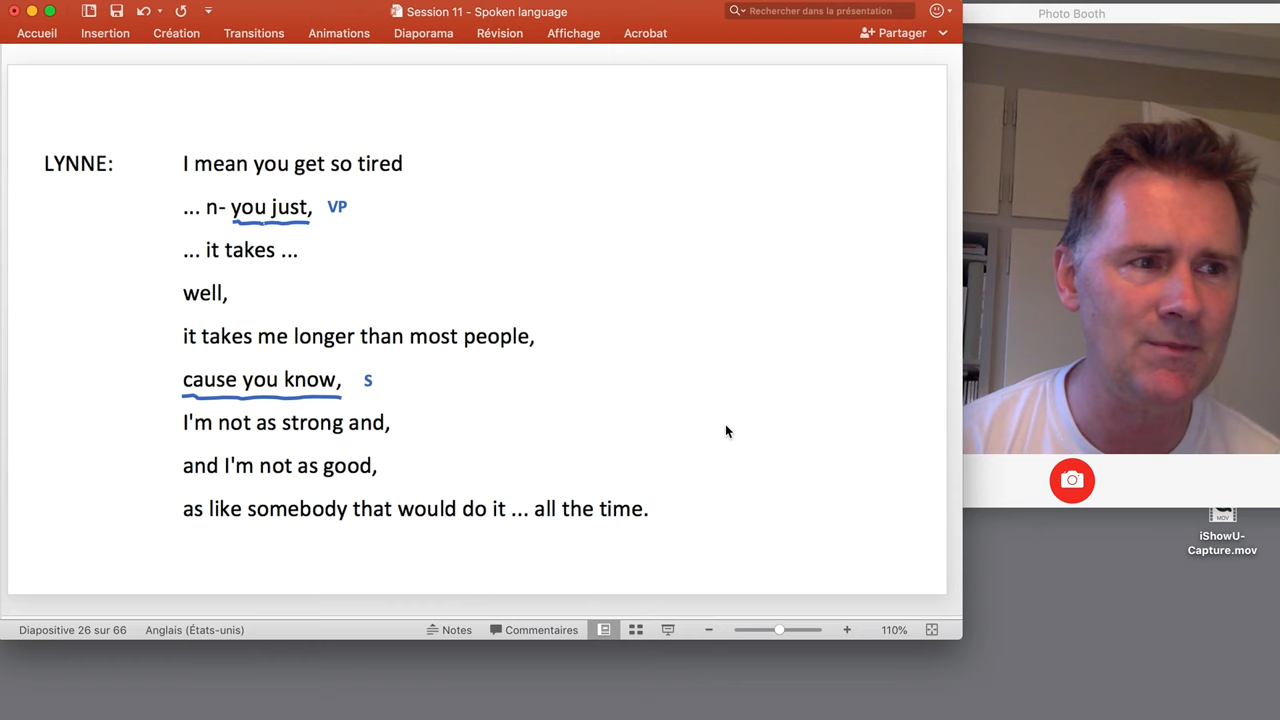 Session 11 - Spoken language
Rechercher dans la présentation
Photo Booth
Accueil Insertion Création Transitions Animations Diaporama Révision Affichage Acrobat Partager
LYNNE: I mean you get so tired
... n- you just, VP
... it takes ...
well,
it takes me longer than most people,
cause you know, S
I'm not as strong and,
and I'm not as good,
as like somebody that would do it ... all the time.
MOV
iShowU-
Capture.mov
Diapositive 26 sur 66 Anglais (États-unis) Notes Commentaires 110%